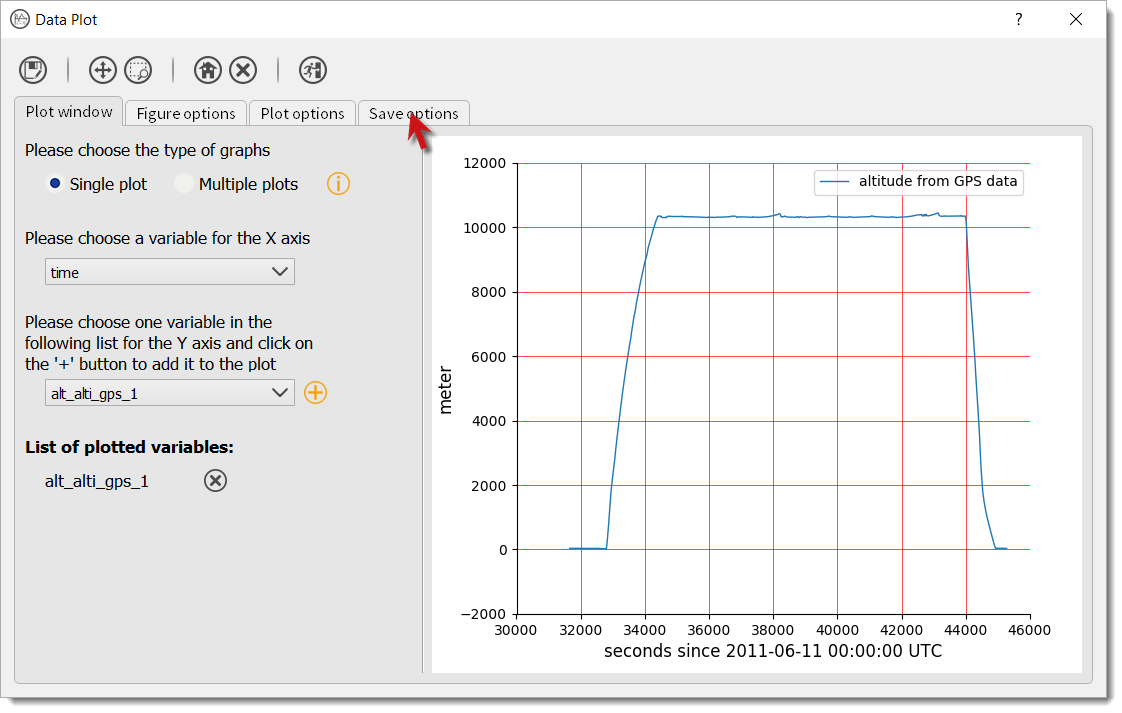 Data Plot
?
Plot window
Figure options
Plot options
Save options
Please choose the type of graphs
Single plot
Multiple plots
Please choose a variable for the X axis
time
Please choose one variable in the
following list for the Y axis and click on
the '+' button to add it to the plot
alt_alti_gps_1
List of plotted variables:
alt_alti_gps_1
altitude from GPS data
12000
10000
8000
6000
4000
2000
0
−2000
meter
30000 32000 34000 36000 38000 40000 42000 44000 46000
seconds since 2011-06-11 00:00:00 UTC